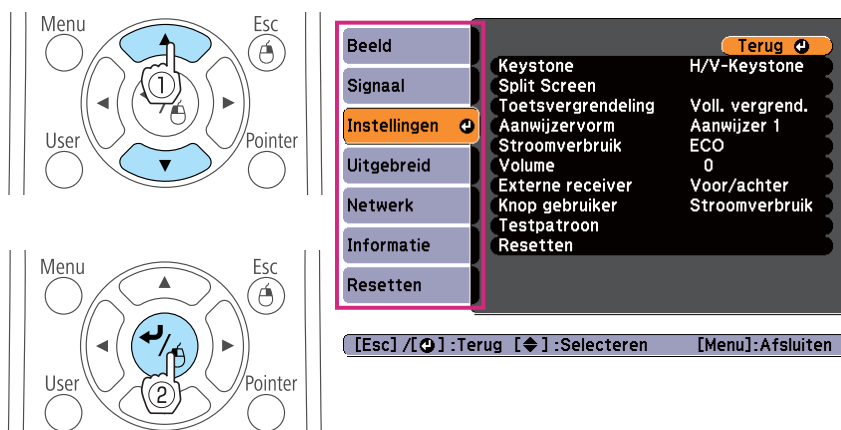 Menu
Esc
1
User
Pointer
Menu
Esc
User
Pointer
2
Beeld
Signaal
Instellingen
Uitgebreid
Netwerk
Informatie
Resetten
Terug
Keystone H/V-Keystone
Split Screen
Toetsvergrendeling Voll. vergrend.
Aanwijzervorm Aanwijzer 1
Stroomverbruik ECO
Volume 0
Externe receiver Voor/achter
Knop gebruiker Stroomverbruik
Testpatroon
Resetten
[Esc] /[⏎] :Terug [◆] :Selecteren [Menu]:Afsluiten